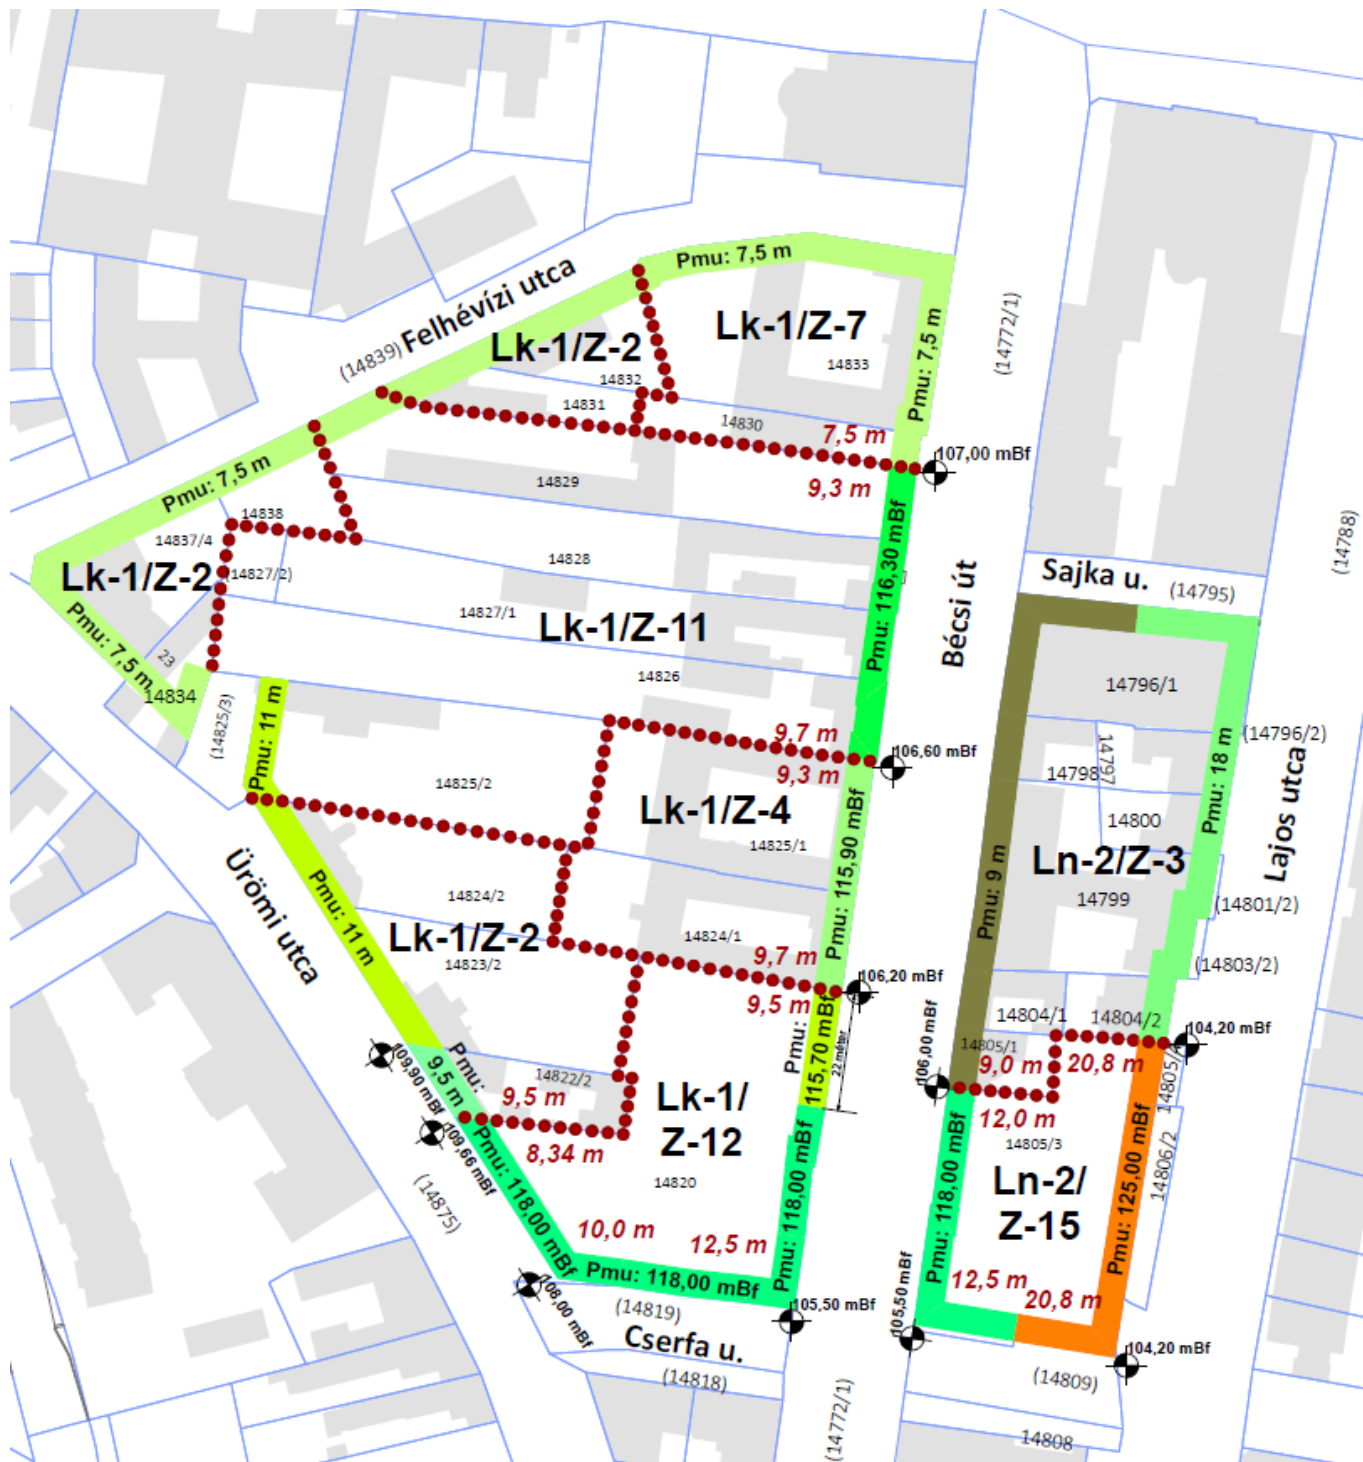 Pmu: 7,5 m
Felhévízi utca
(14839)
Lk-1/Z-7
Lk-1/Z-2
14833
Pmu: 7,5 m
(14772/1)
14832
14831
14830
7,5 m
107,00 mBf
9,3 m
Pmu: 7,5 m
14829
14838
14837/4
(14788)
Lk-1/Z-2
(14827/2)
14828
Pmu: 116,30 mBf
Sajka u.
(14795)
14827/1
Lk-1/Z-11
Bécsi út
Pmu: 7,5 m
23
14834
14826
14796/1
(14825/3)
Pmu: 11 m
9,7 m
106,60 mBf
9,3 m
(14796/2)
14797
14798
Pmu: 18 m
Lajos utca
14825/2
Lk-1/Z-4
14825/1
Pmu: 115,90 mBf
14800
Ln-2/Z-3
Ürömi utca
Pmu: 11 m
14824/2
Pmu: 9 m
14799
(14801/2)
Lk-1/Z-2
14824/1
14823/2
9,7 m
(14803/2)
9,5 m
106,20 mBf
Pmu:
115,70 mBf
22 méter
14804/1
14804/2
104,20 mBf
106,00 mBf
14805/1
9,0 m
20,8 m
109,90 mBf
Pmu:
9,5 m
14822/2
9,5 m
Lk-1/
Z-12
12,0 m
14805/3
109,66 mBf
8,34 m
14806/2
(14875)
Pmu: 118,00 mBf
14820
Ln-2/
Z-15
Pmu: 118,00 mBf
Pmu: 118,00 mBf
Pmu: 125,00 mBf
10,0 m
12,5 m
Pmu: 118,00 mBf
12,5 m
20,8 m
108,00 mBf
(14819)
105,50 mBf
105,50 mBf
Cserfa u.
104,20 mBf
(14818)
(14809)
(14772/1)
14808